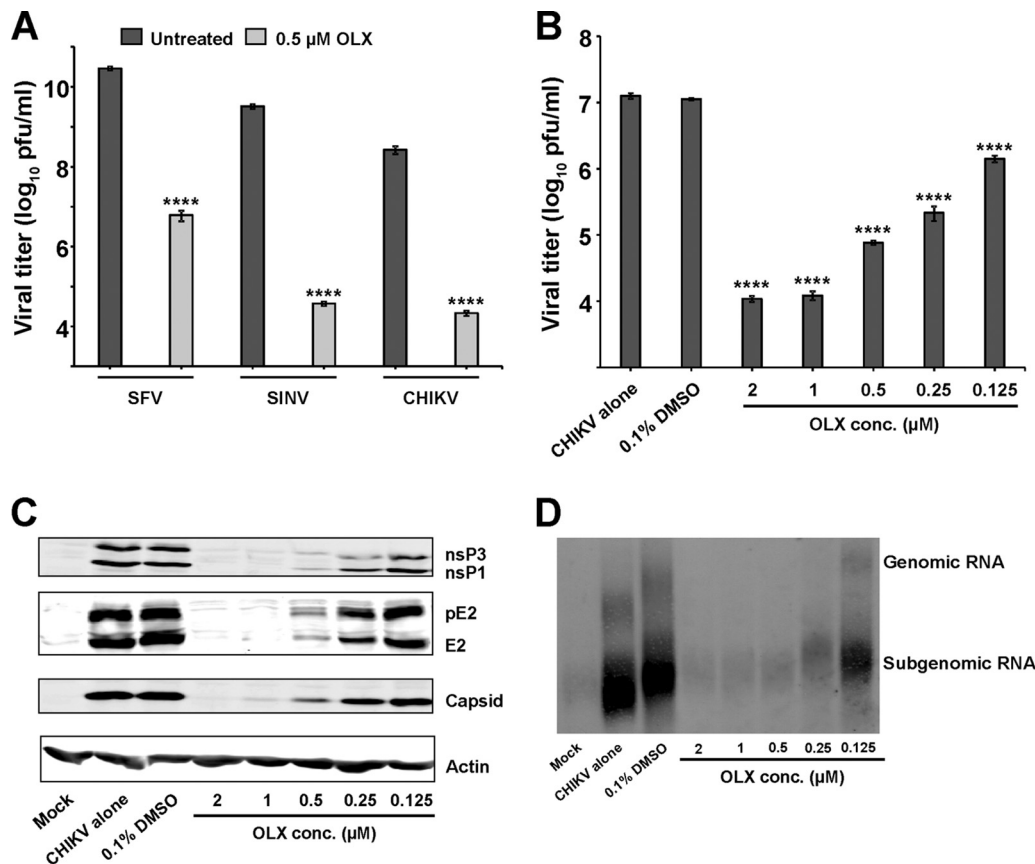 A
Untreated
0.5 µM OLX
Viral titer (log10 pfu/ml)
10
8
6
4
****
****
****
SFV
SINV
CHIKV
B
Viral titer (log10 pfu/ml)
8
7
6
5
4
****
****
****
****
****
CHIKV alone
0.1% DMSO
2
1
0.5
0.25
0.125
OLX conc. (µM)
C
nsP3
nsP1
pE2
E2
Capsid
Actin
Mock
CHIKV alone
0.1% DMSO
2
1
0.5
0.25
0.125
OLX conc. (µM)
D
Genomic RNA
Subgenomic RNA
Mock
CHIKV alone
0.1% DMSO
2
1
0.5
0.25
0.125
OLX conc. (µM)